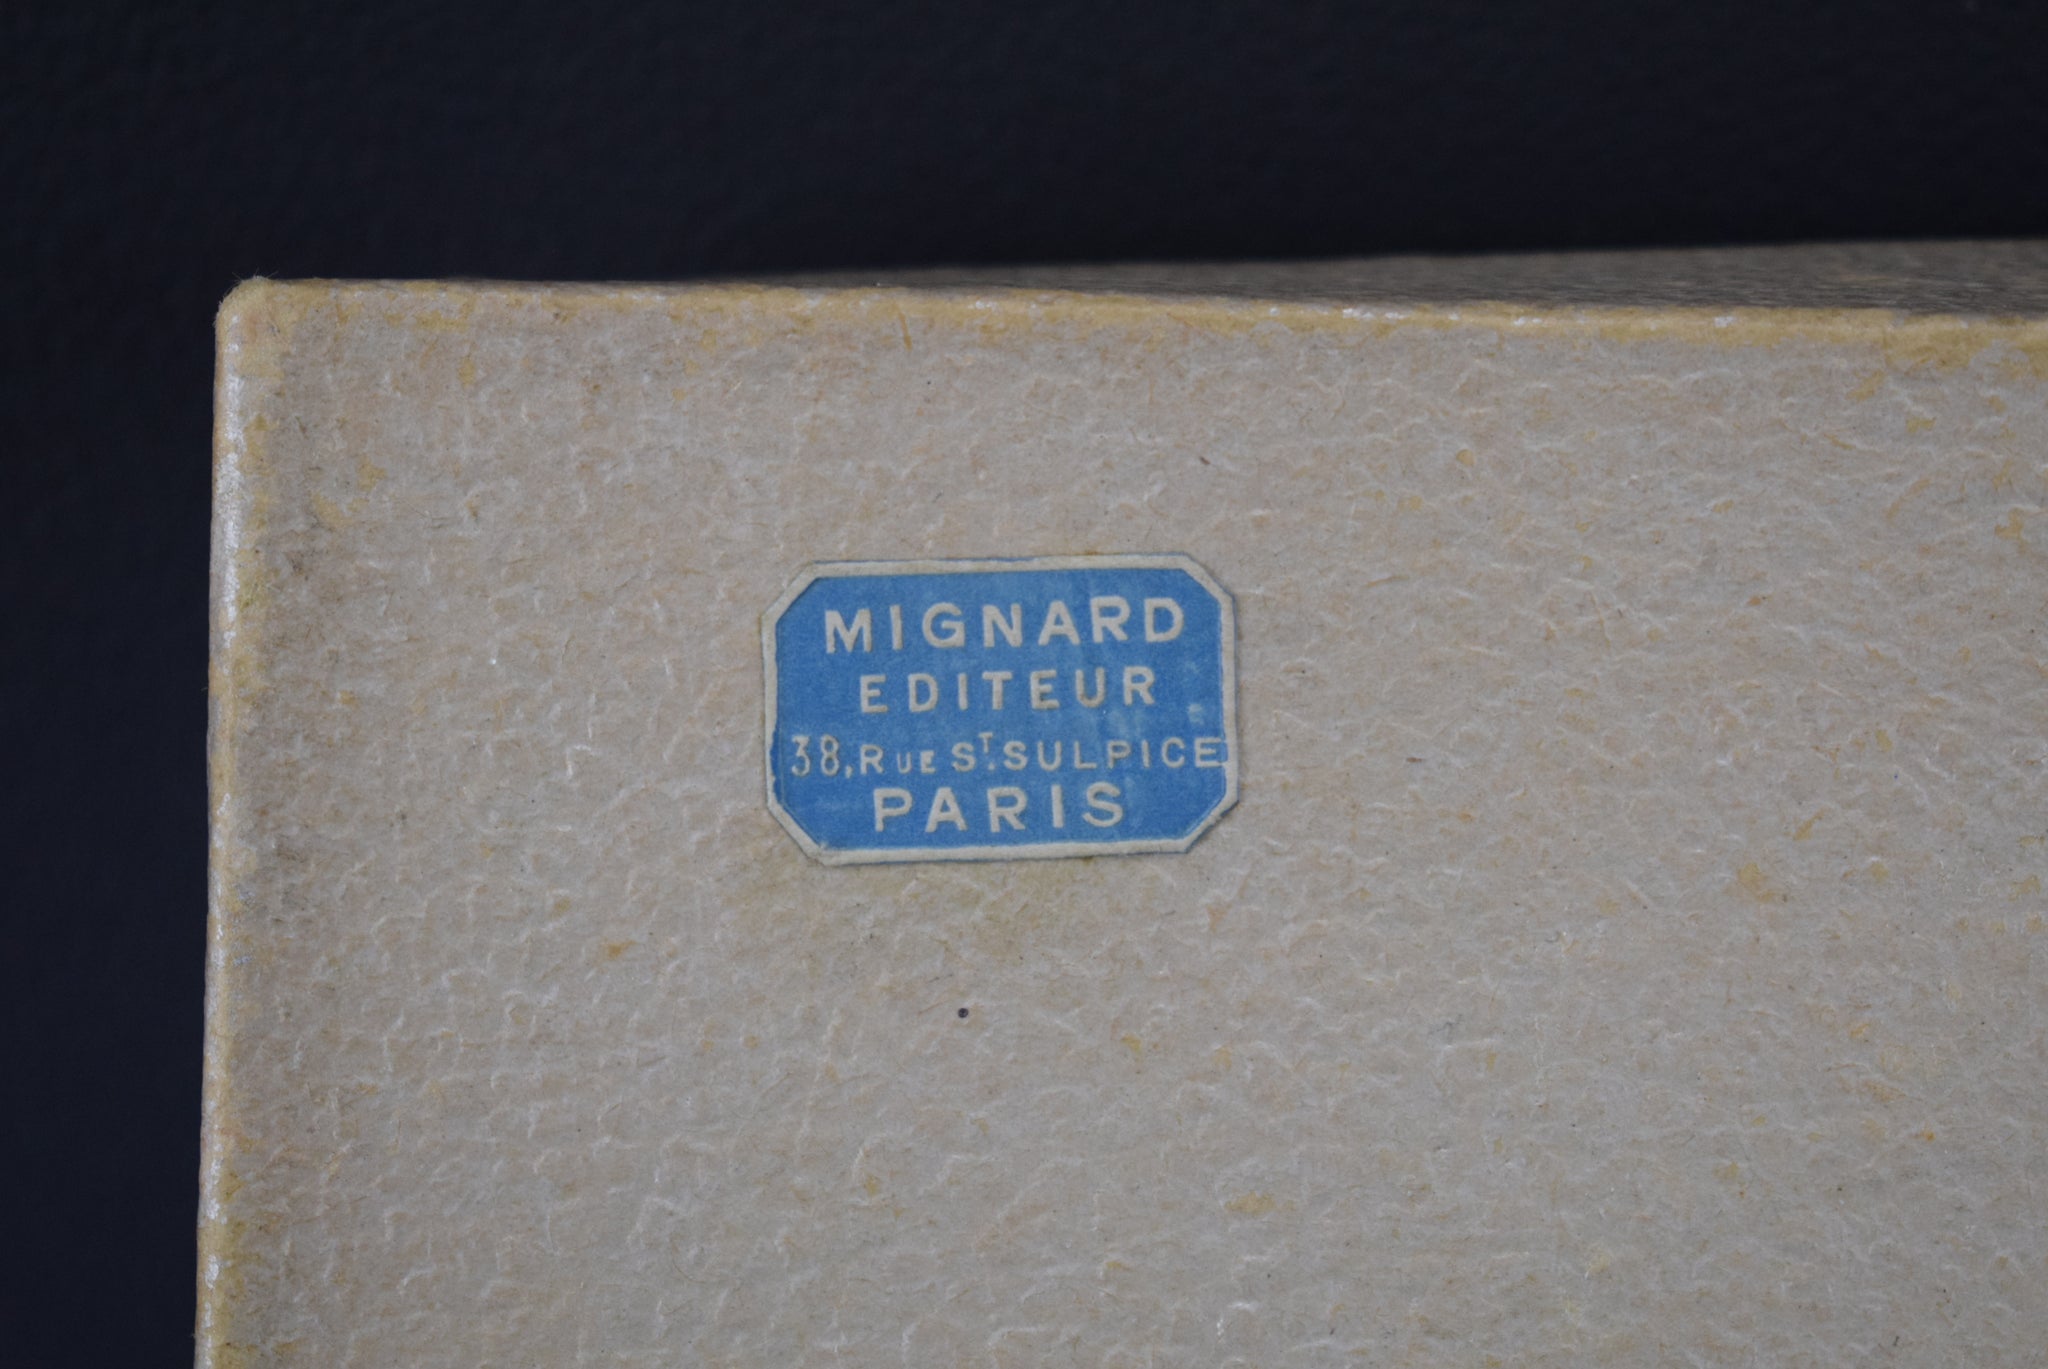 MIGNARD
EDITEUR
38, RUE ST. SULPICE
PARIS